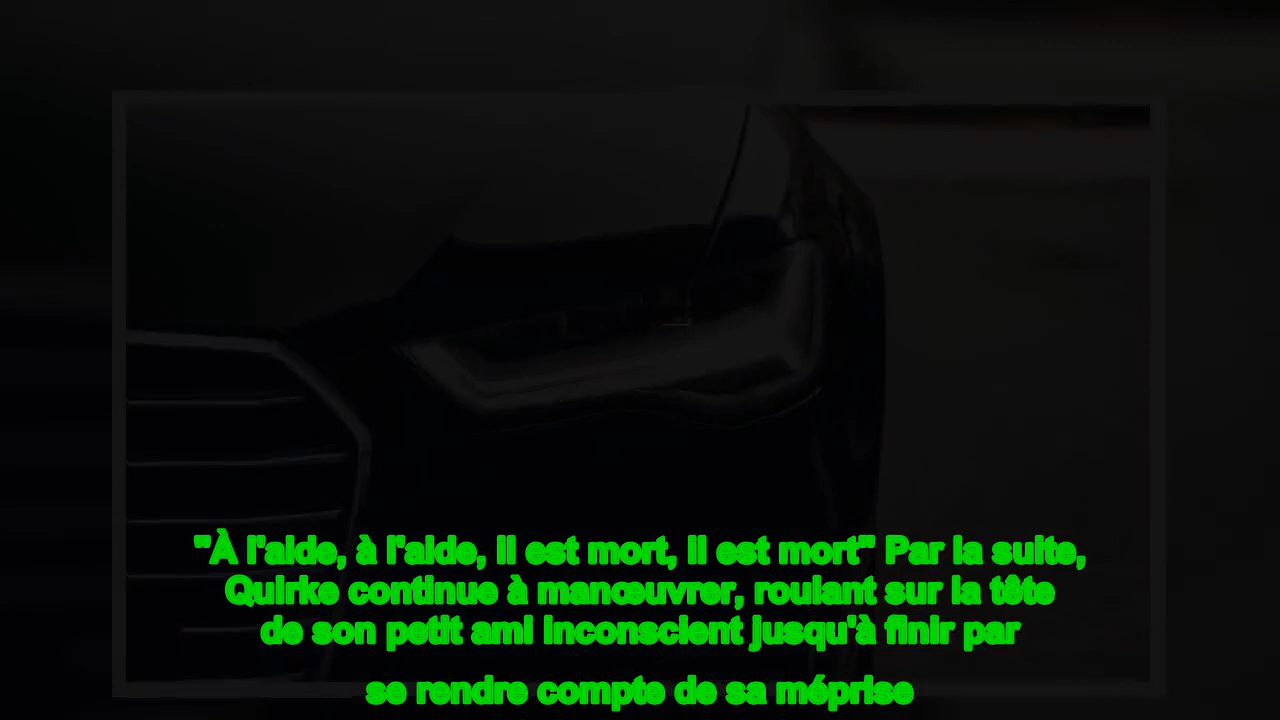 "À l'aide, à l'aide, il est mort, il est mort" Par la suite,
Quirke continue à manœuvrer, roulant sur la tête
de son petit ami inconscient jusqu'à finir par
se rendre compte de sa méprise